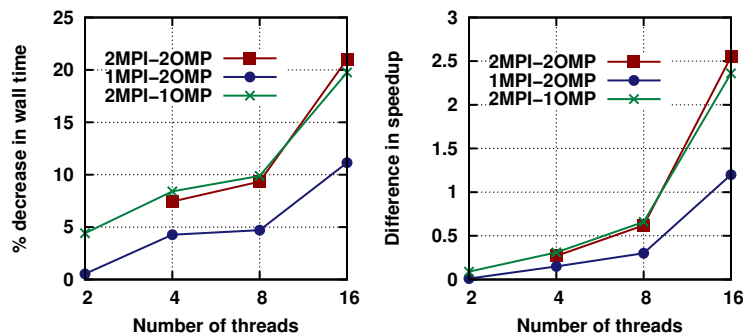 25
20
15
10
5
0
% decrease in wall time
2MPI-2OMP
1MPI-2OMP
2MPI-1OMP
2
4
8
16
Number of threads
3
2.5
2
1.5
1
0.5
0
Difference in speedup
2MPI-2OMP
1MPI-2OMP
2MPI-1OMP
2
4
8
16
Number of threads